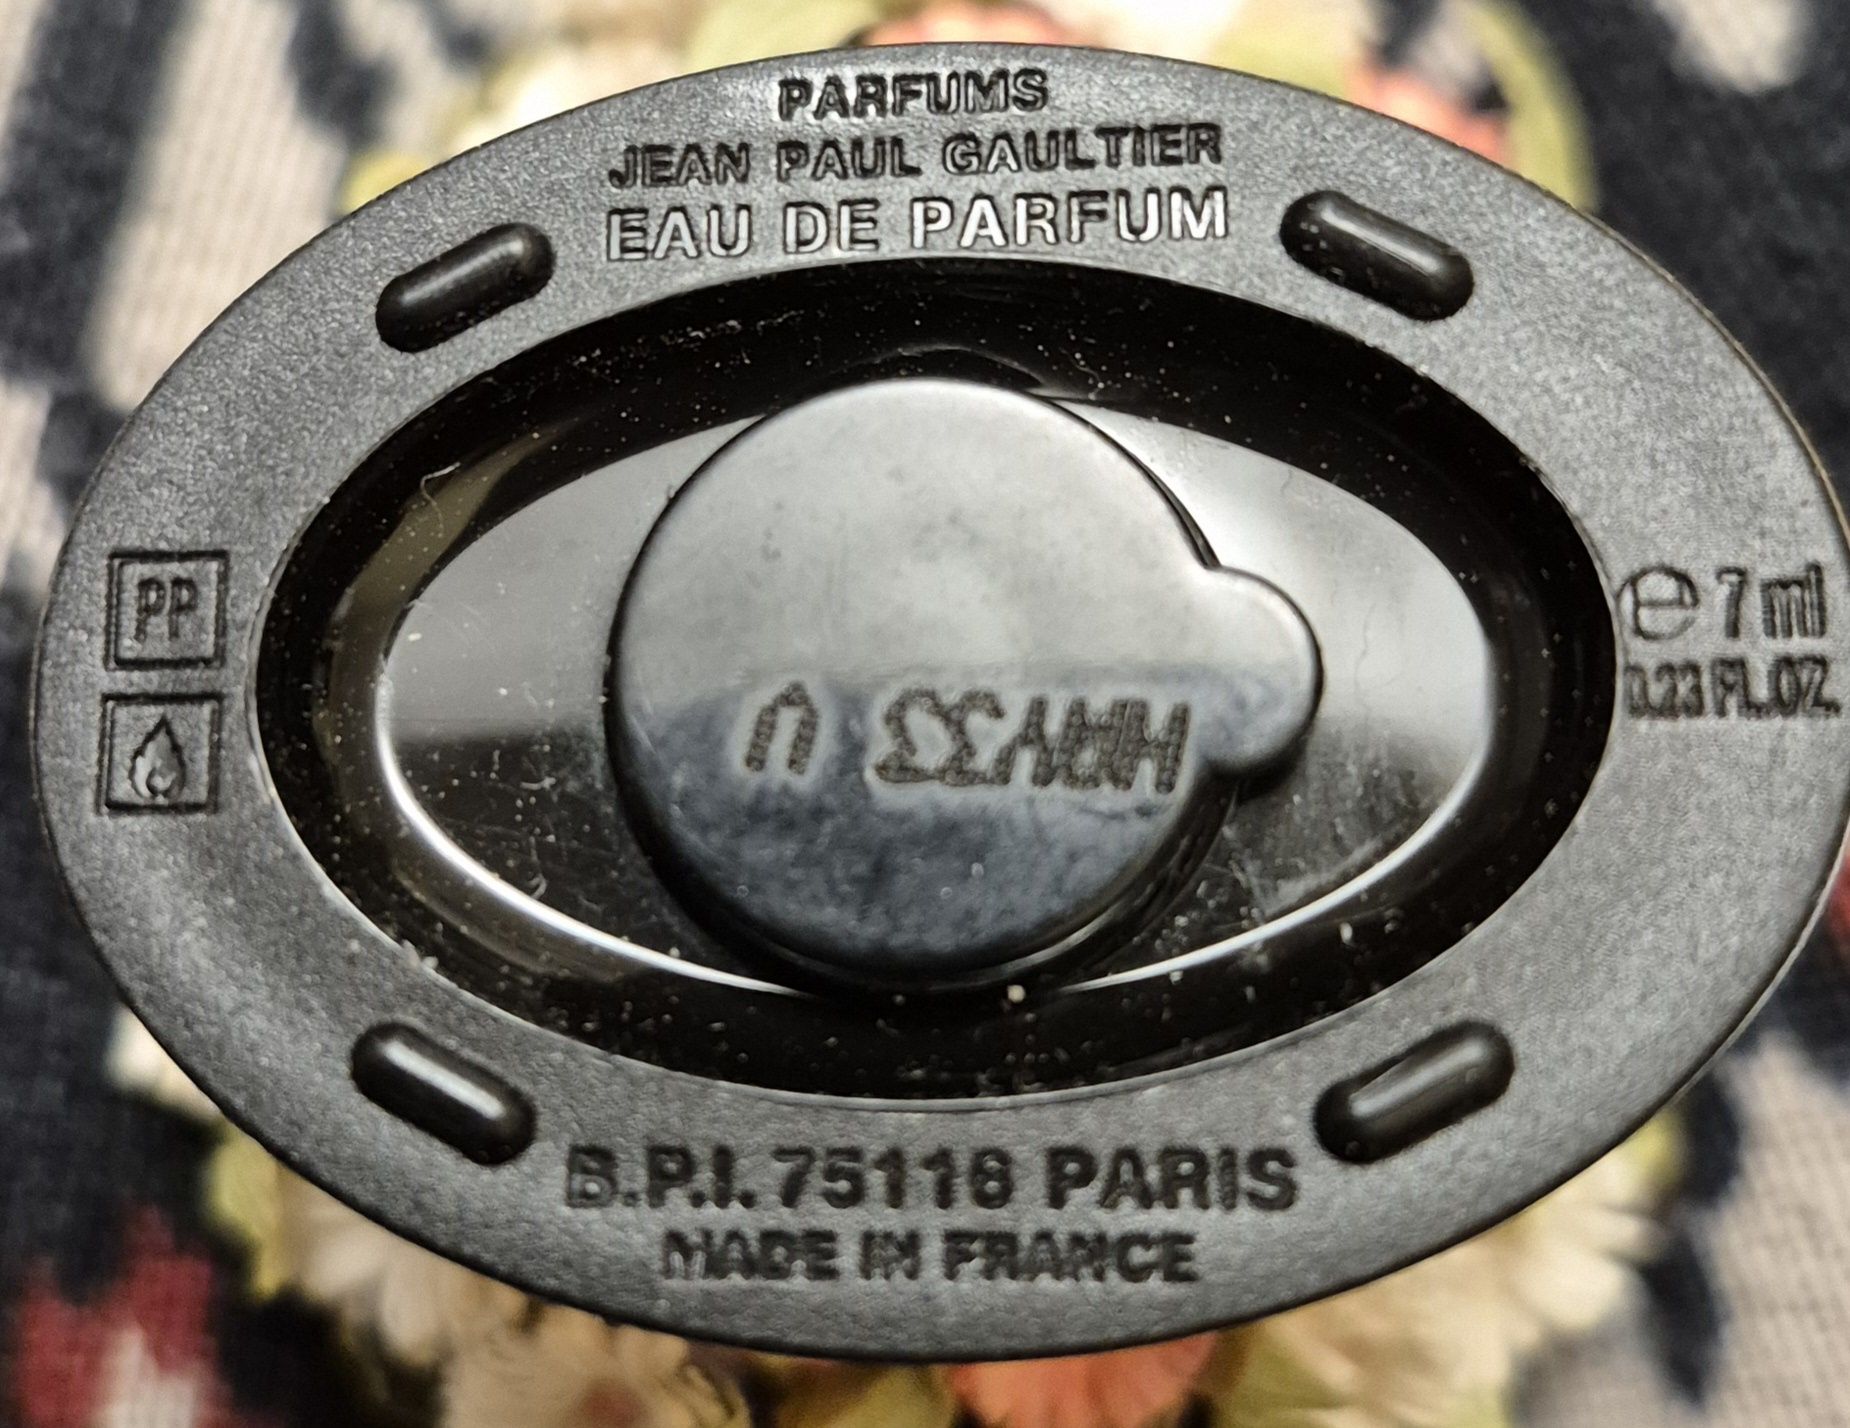 PARFUMS
JEAN PAUL GAULTIER
EAU DE PARFUM
PP
e 7 ml
0.23 FL.OZ.
B.P.I. 75116 PARIS
MADE IN FRANCE